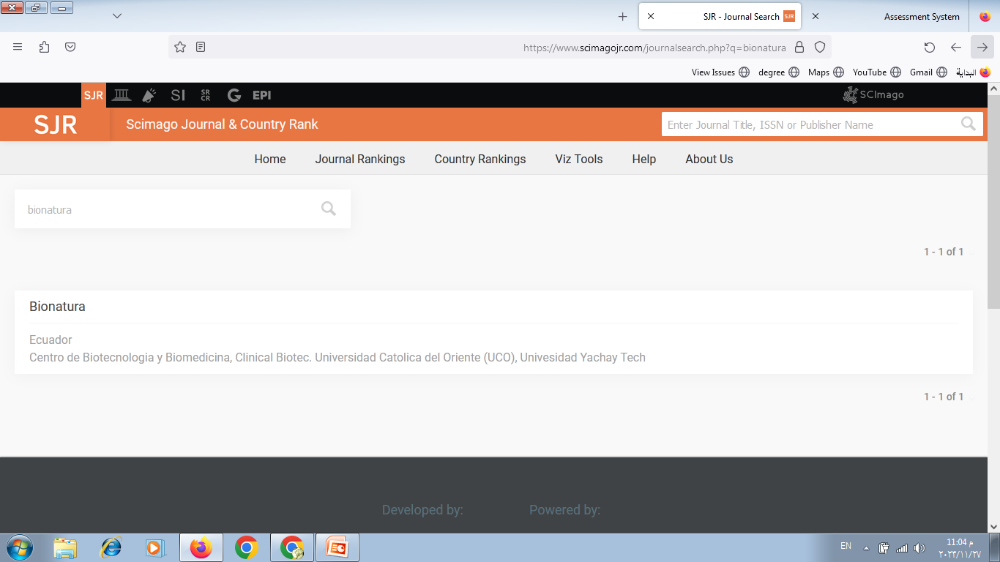 SJR - Journal Search
SJR
Assessment System
https://www.scimagojr.com/journalsearch.php?q=bionatura
View Issues
degree
Maps
YouTube
Gmail
البداية
SJR
SI
SR
CR
G
EPI
SCImago
SJR
Scimago Journal & Country Rank
Enter Journal Title, ISSN or Publisher Name
Home
Journal Rankings
Country Rankings
Viz Tools
Help
About Us
bionatura
1 - 1 of 1
Bionatura
Ecuador
Centro de Biotecnologia y Biomedicina, Clinical Biotec. Universidad Catolica del Oriente (UCO), Univesidad Yachay Tech
1 - 1 of 1
Developed by:
Powered by:
EN
11:04 م
٢٠٢٣/١١/٢٧